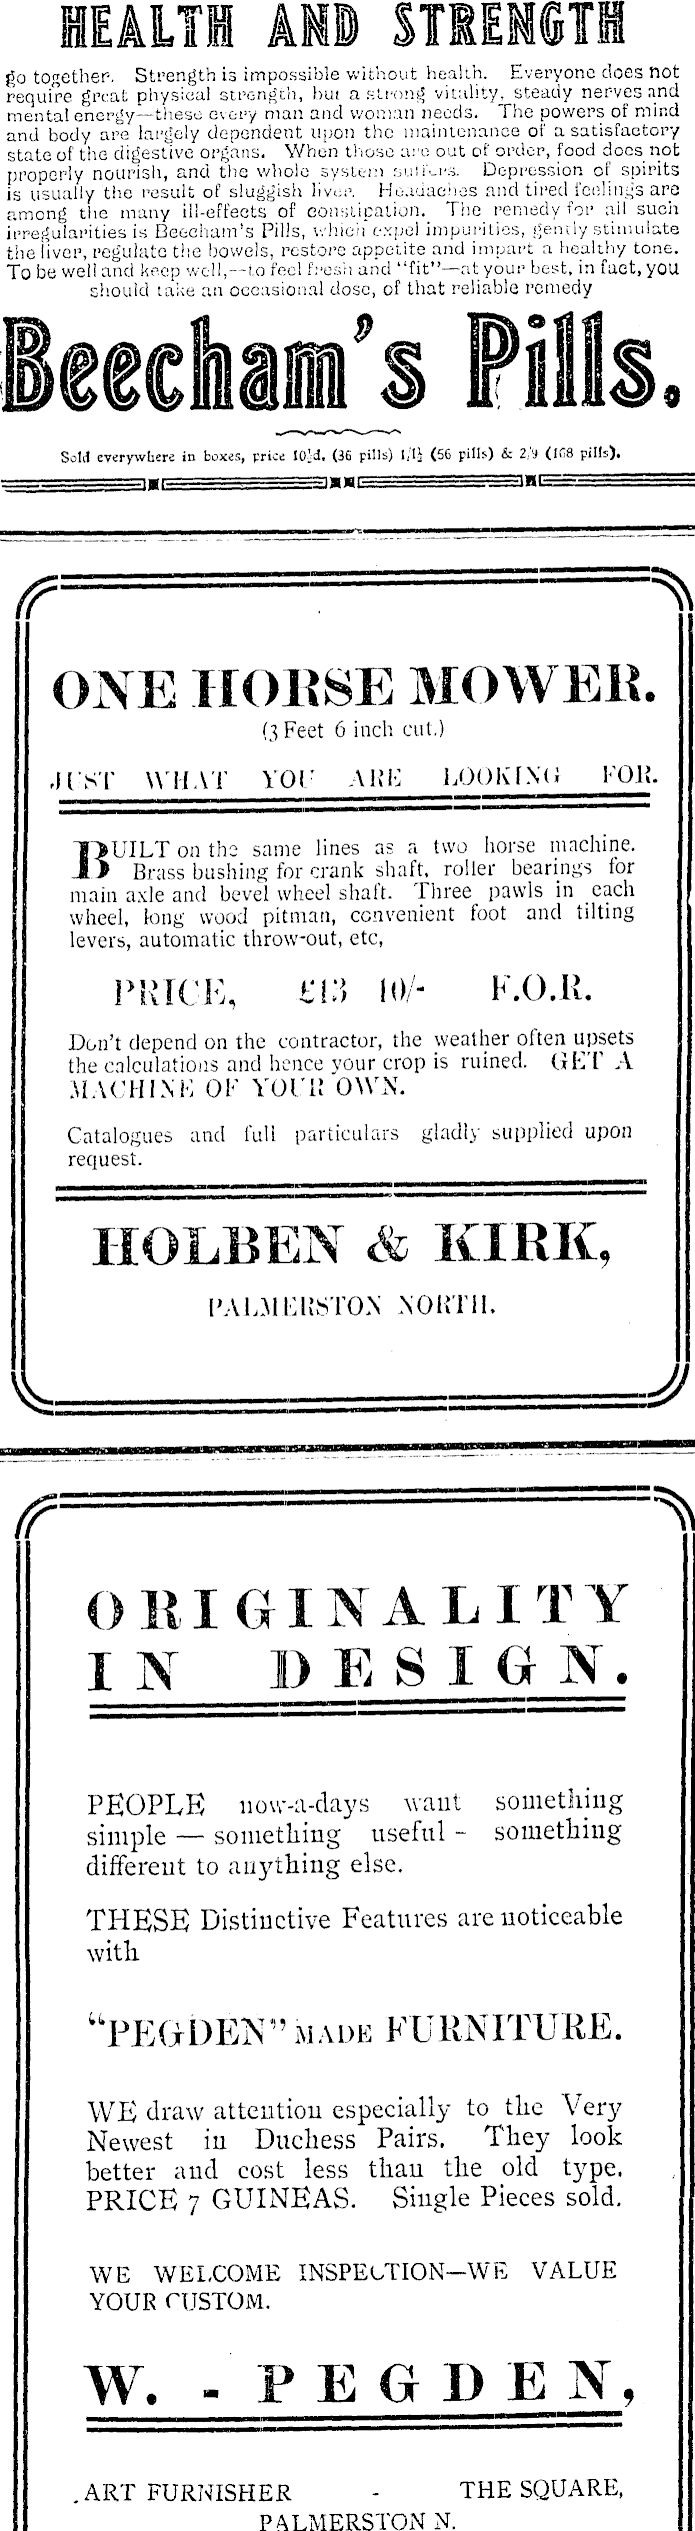 HEALTH AND STRENGTH
go together. Strength is impossible without health. Everyone does not
require great physical strength, but a strong vitality, steady nerves and
mental energy—these every man and woman needs. The powers of mind
and body are largely dependent upon the maintenance of a satisfactory
state of the digestive organs. When those are out of order, food does not
properly nourish, and the whole system suffers. Depression of spirits
is usually the result of sluggish liver. Headaches and tired feelings are
among the many ill-effects of constipation. The remedy for all such
irregularities is Beecham's Pills, which expel impurities, gently stimulate
the liver, regulate the bowels, restore appetite and impart a healthy tone.
To be well and keep well,—to feel fresh and "fit"—at your best, in fact, you
should take an occasional dose, of that reliable remedy
Beecham's Pills.
Sold everywhere in boxes, price 10½d. (36 pills) 1/1½ (56 pills) & 2/9 (168 pills).
ONE HORSE MOWER.
(3 Feet 6 inch cut.)
JUST WHAT YOU ARE LOOKING FOR.
BUILT on the same lines as a two horse machine.
Brass bushing for crank shaft, roller bearings for
main axle and bevel wheel shaft. Three pawls in each
wheel, long wood pitman, convenient foot and tilting
levers, automatic throw-out, etc,
PRICE, £13 10/- F.O.R.
Don't depend on the contractor, the weather often upsets
the calculations and hence your crop is ruined. GET A
MACHINE OF YOUR OWN.
Catalogues and full particulars gladly supplied upon
request.
HOLBEN & KIRK,
PALMERSTON NORTH.
ORIGINALITY
IN DESIGN.
PEOPLE now-a-days want something
simple — something useful - something
different to anything else.
THESE Distinctive Features are noticeable
with
"PEGDEN" MADE FURNITURE.
WE draw attention especially to the Very
Newest in Duchess Pairs. They look
better and cost less than the old type.
PRICE 7 GUINEAS. Single Pieces sold.
WE WELCOME INSPECTION—WE VALUE
YOUR CUSTOM.
W. - PEGDEN,
ART FURNISHER - THE SQUARE,
PALMERSTON N.